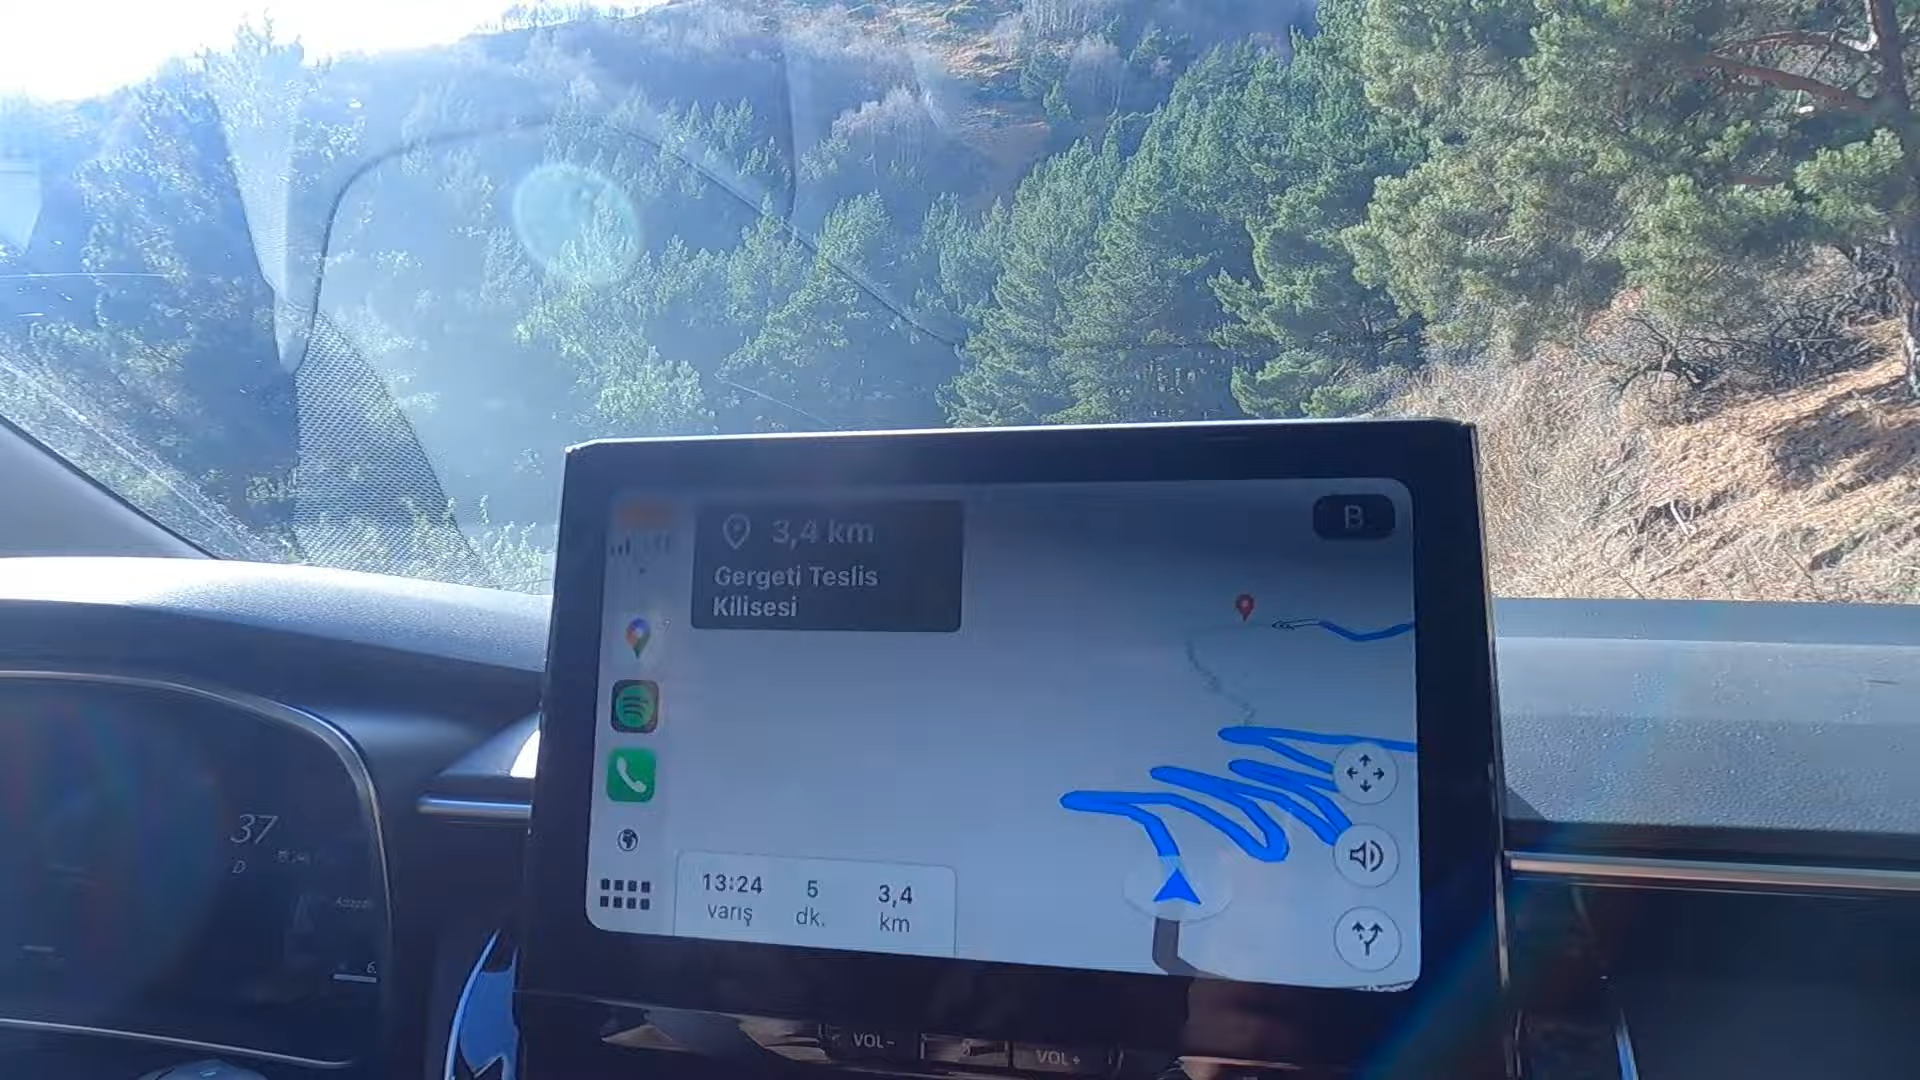 3,4 km
Gergeti Teslis
Kilisesi
B
37
D
13:24
varış
5
dk.
3,4
km
VOL-
VOL+